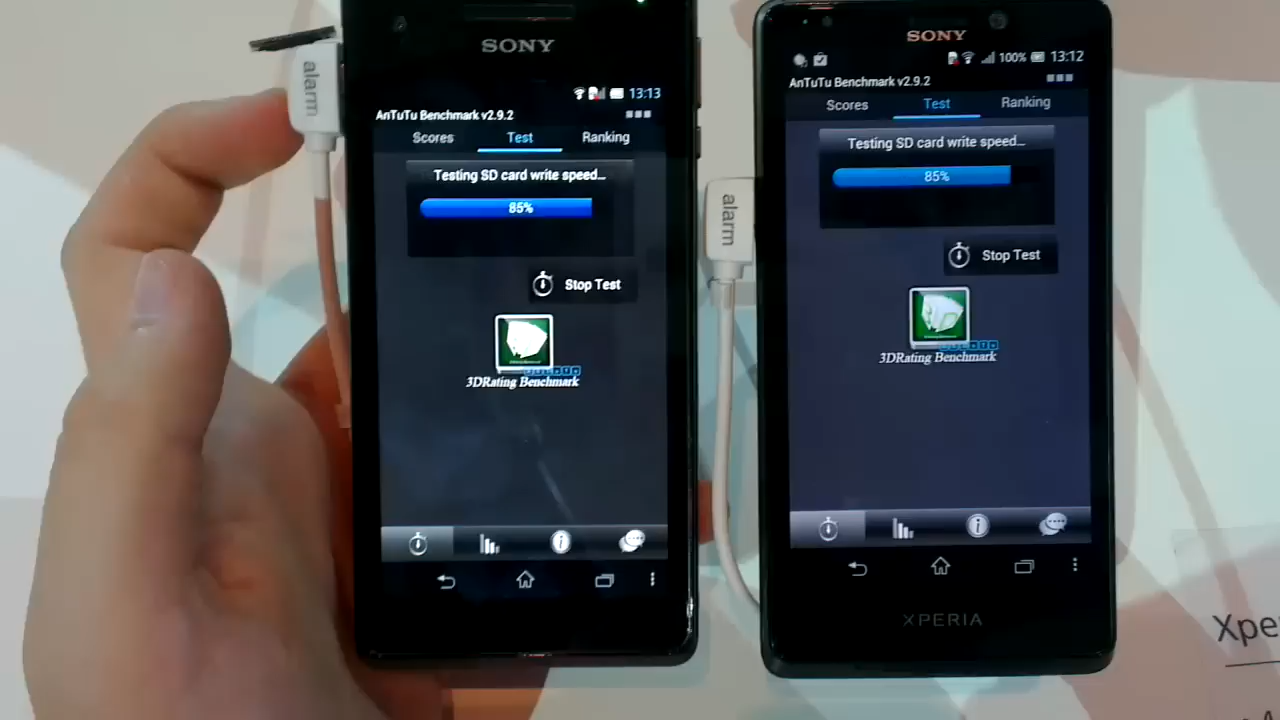 alarm
SONY
13:13
AnTuTu Benchmark v2.9.2
Scores Test Ranking
Testing SD card write speed...
85%
Stop Test
3DRating Benchmark
alarm
SONY
100% 13:12
AnTuTu Benchmark v2.9.2
Scores Test Ranking
Testing SD card write speed...
85%
Stop Test
3DRating Benchmark
XPERIA
Xpe